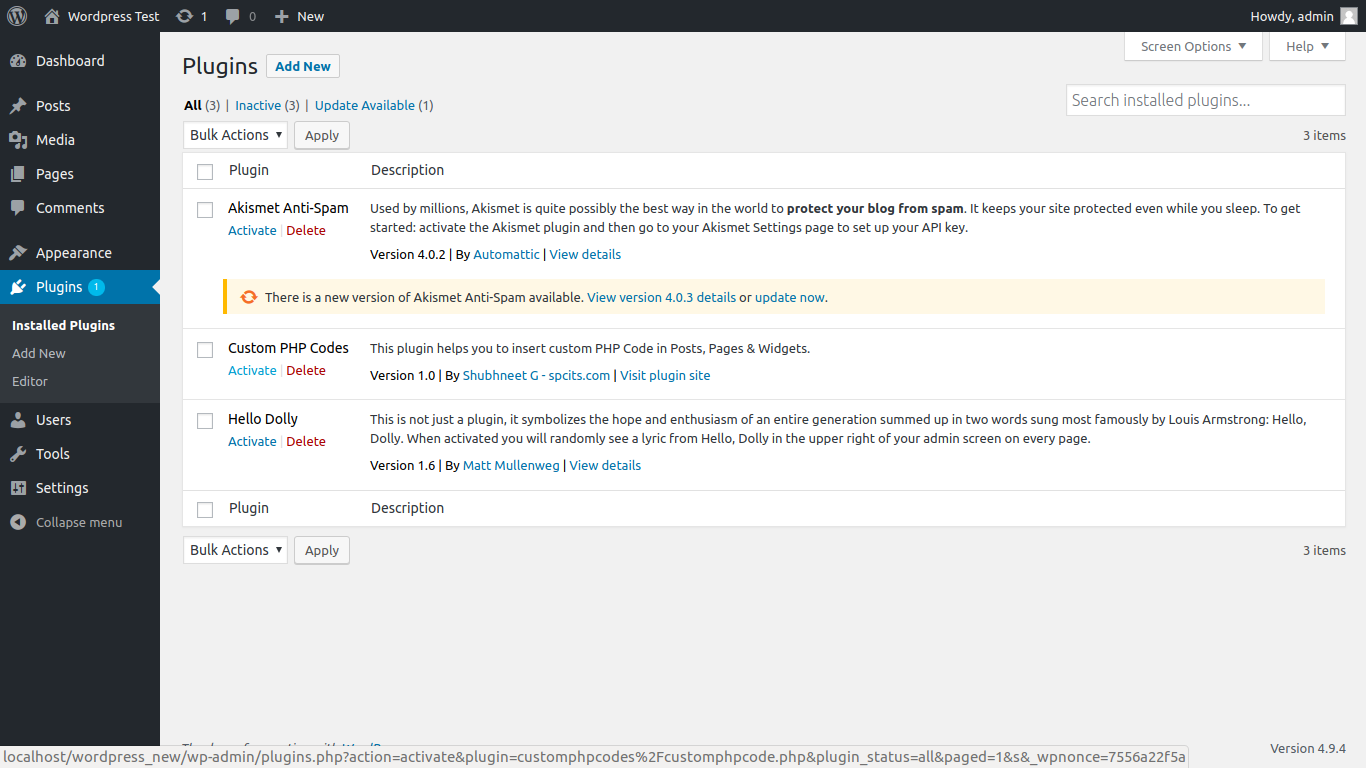 Wordpress Test 1 0 New Howdy, admin
Screen Options ▼ Help ▼
Dashboard
Posts
Media
Pages
Comments
Appearance
Plugins 1
Installed Plugins
Add New
Editor
Users
Tools
Settings
Collapse menu
Plugins Add New
All (3) | Inactive (3) | Update Available (1)
Search installed plugins...
Bulk Actions ▾ Apply
3 items
Plugin Description
Akismet Anti-Spam
Activate | Delete
Used by millions, Akismet is quite possibly the best way in the world to protect your blog from spam. It keeps your site protected even while you sleep. To get
started: activate the Akismet plugin and then go to your Akismet Settings page to set up your API key.
Version 4.0.2 | By Automattic | View details
There is a new version of Akismet Anti-Spam available. View version 4.0.3 details or update now.
Custom PHP Codes
Activate | Delete
This plugin helps you to insert custom PHP Code in Posts, Pages & Widgets.
Version 1.0 | By Shubhneet G - spcits.com | Visit plugin site
Hello Dolly
Activate | Delete
This is not just a plugin, it symbolizes the hope and enthusiasm of an entire generation summed up in two words sung most famously by Louis Armstrong: Hello,
Dolly. When activated you will randomly see a lyric from Hello, Dolly in the upper right of your admin screen on every page.
Version 1.6 | By Matt Mullenweg | View details
Plugin Description
Bulk Actions ▾ Apply
3 items
Version 4.9.4
localhost/wordpress_new/wp-admin/plugins.php?action=activate&plugin=customphpcodes%2Fcustomphpcode.php&plugin_status=all&paged=1&s&_wpnonce=7556a22f5a